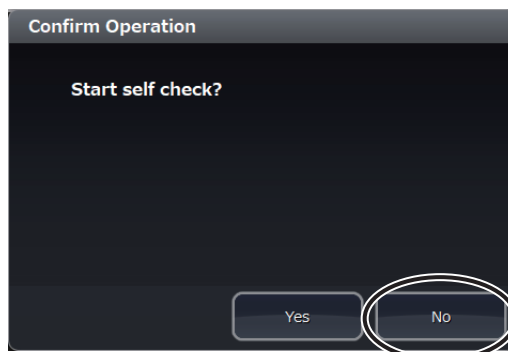 Confirm Operation
Start self check?
Yes No